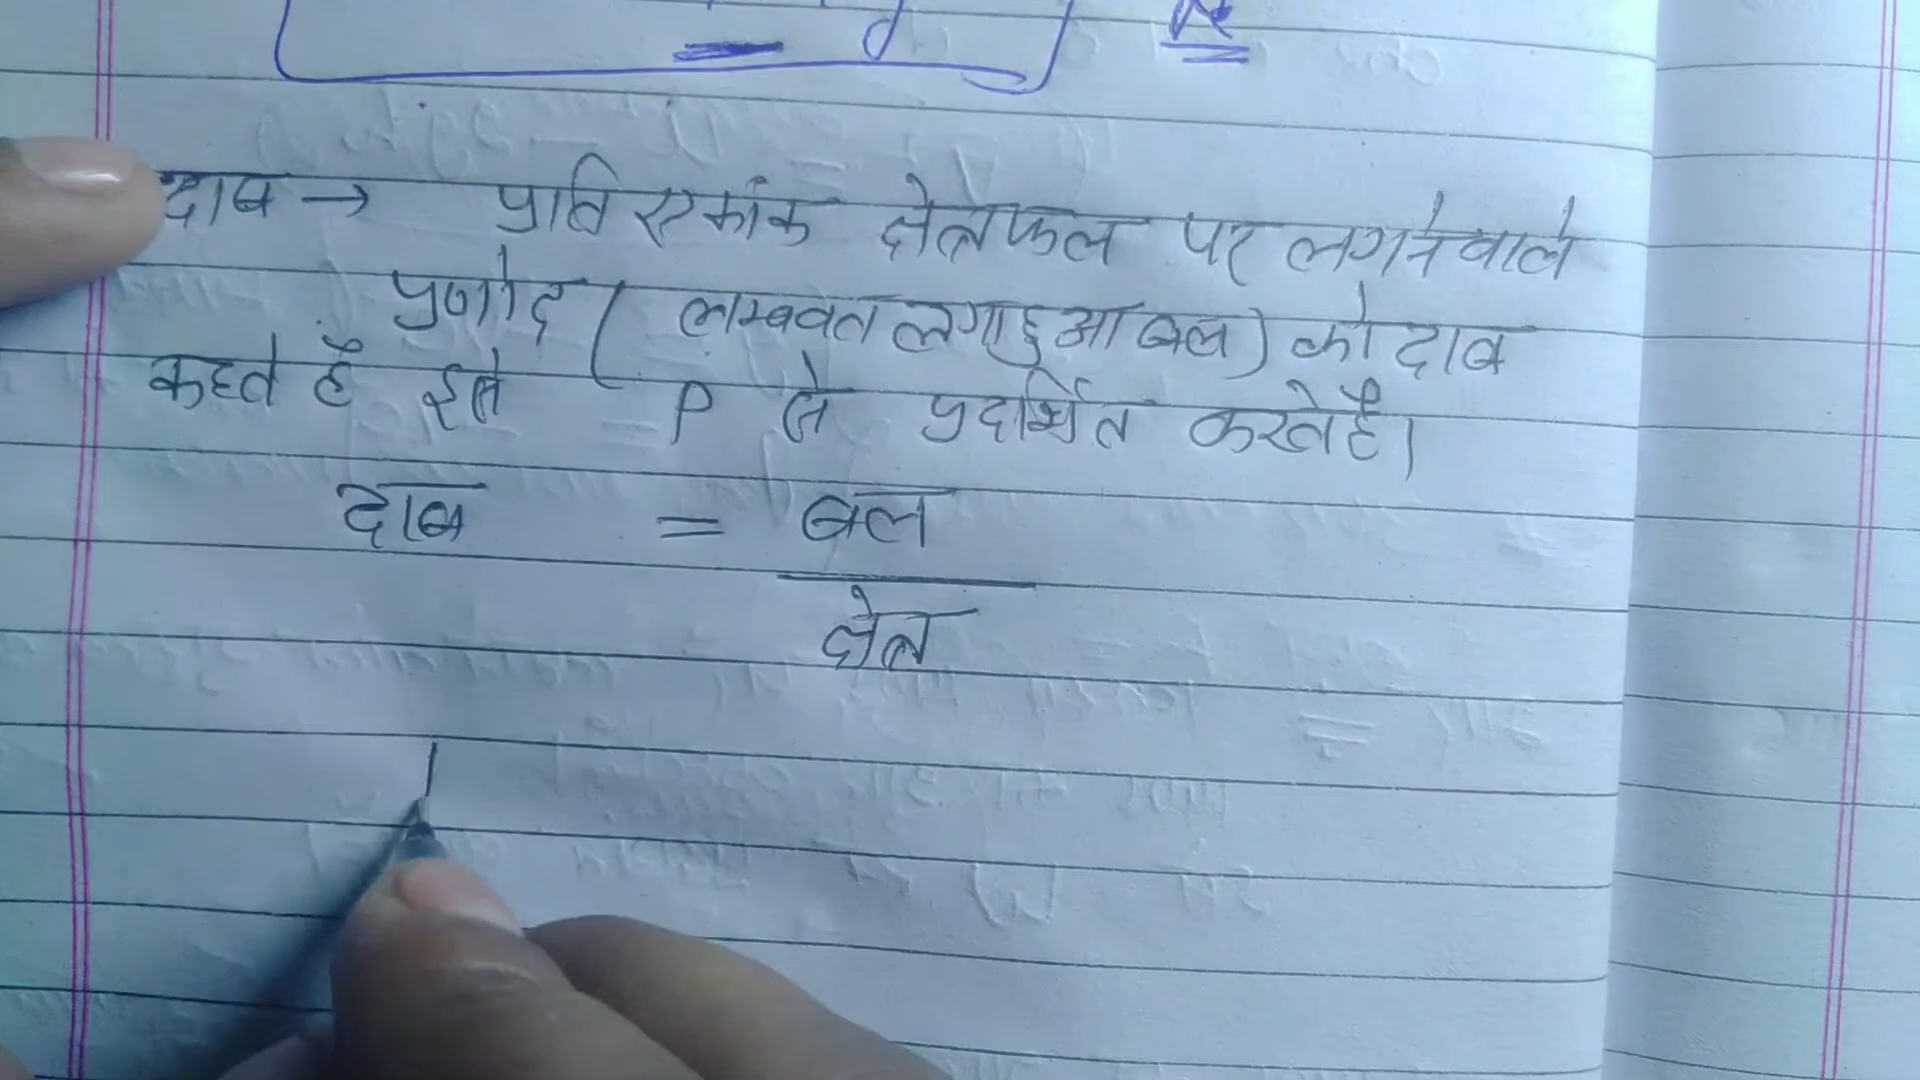 दाब → प्रति एकांक क्षेत्रफल पर लगने वाले
प्रणोद ( लम्बवत लगा हुआ बल) को दाब
कहते हैं इसे P से प्रदर्शित करते है।
दाब = बल
क्षेत्र